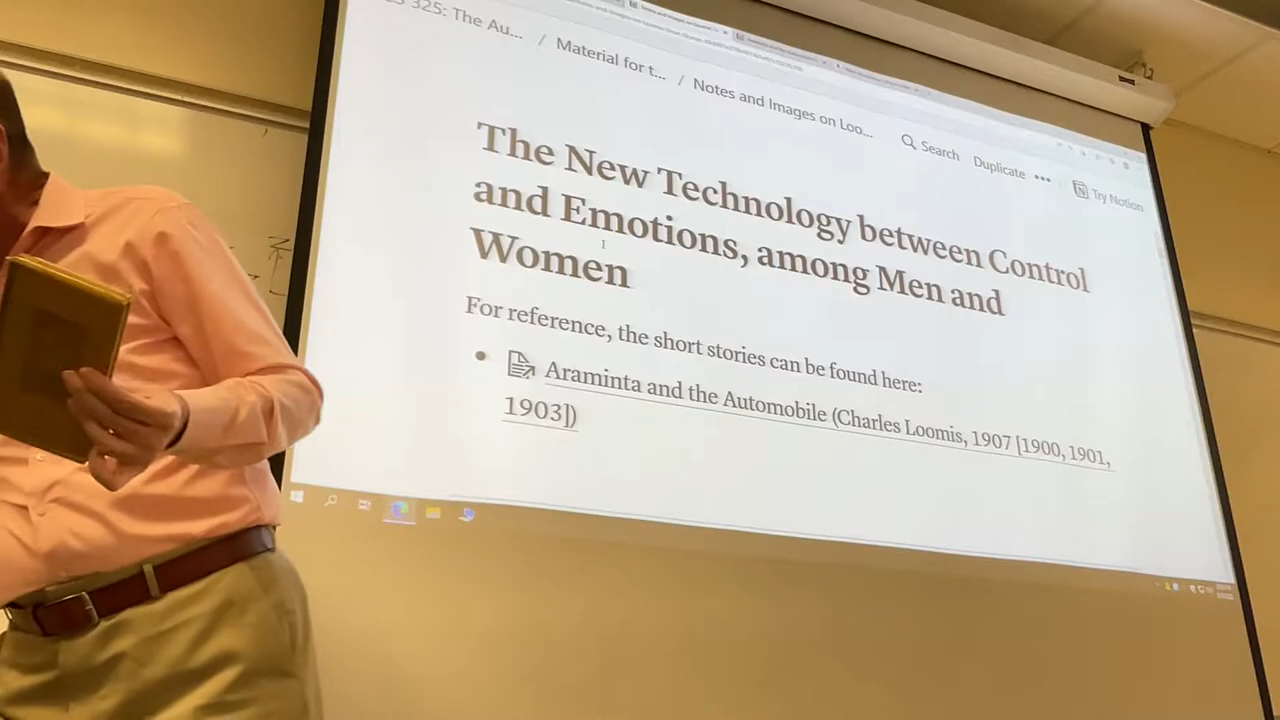 325: The Au... / Material for t... / Notes and Images on Loo...
Search Duplicate ••• Try Notion
The New Technology between Control
and Emotions, among Men and
Women
For reference, the short stories can be found here:
• Araminta and the Automobile (Charles Loomis, 1907 [1900, 1901,
1903])